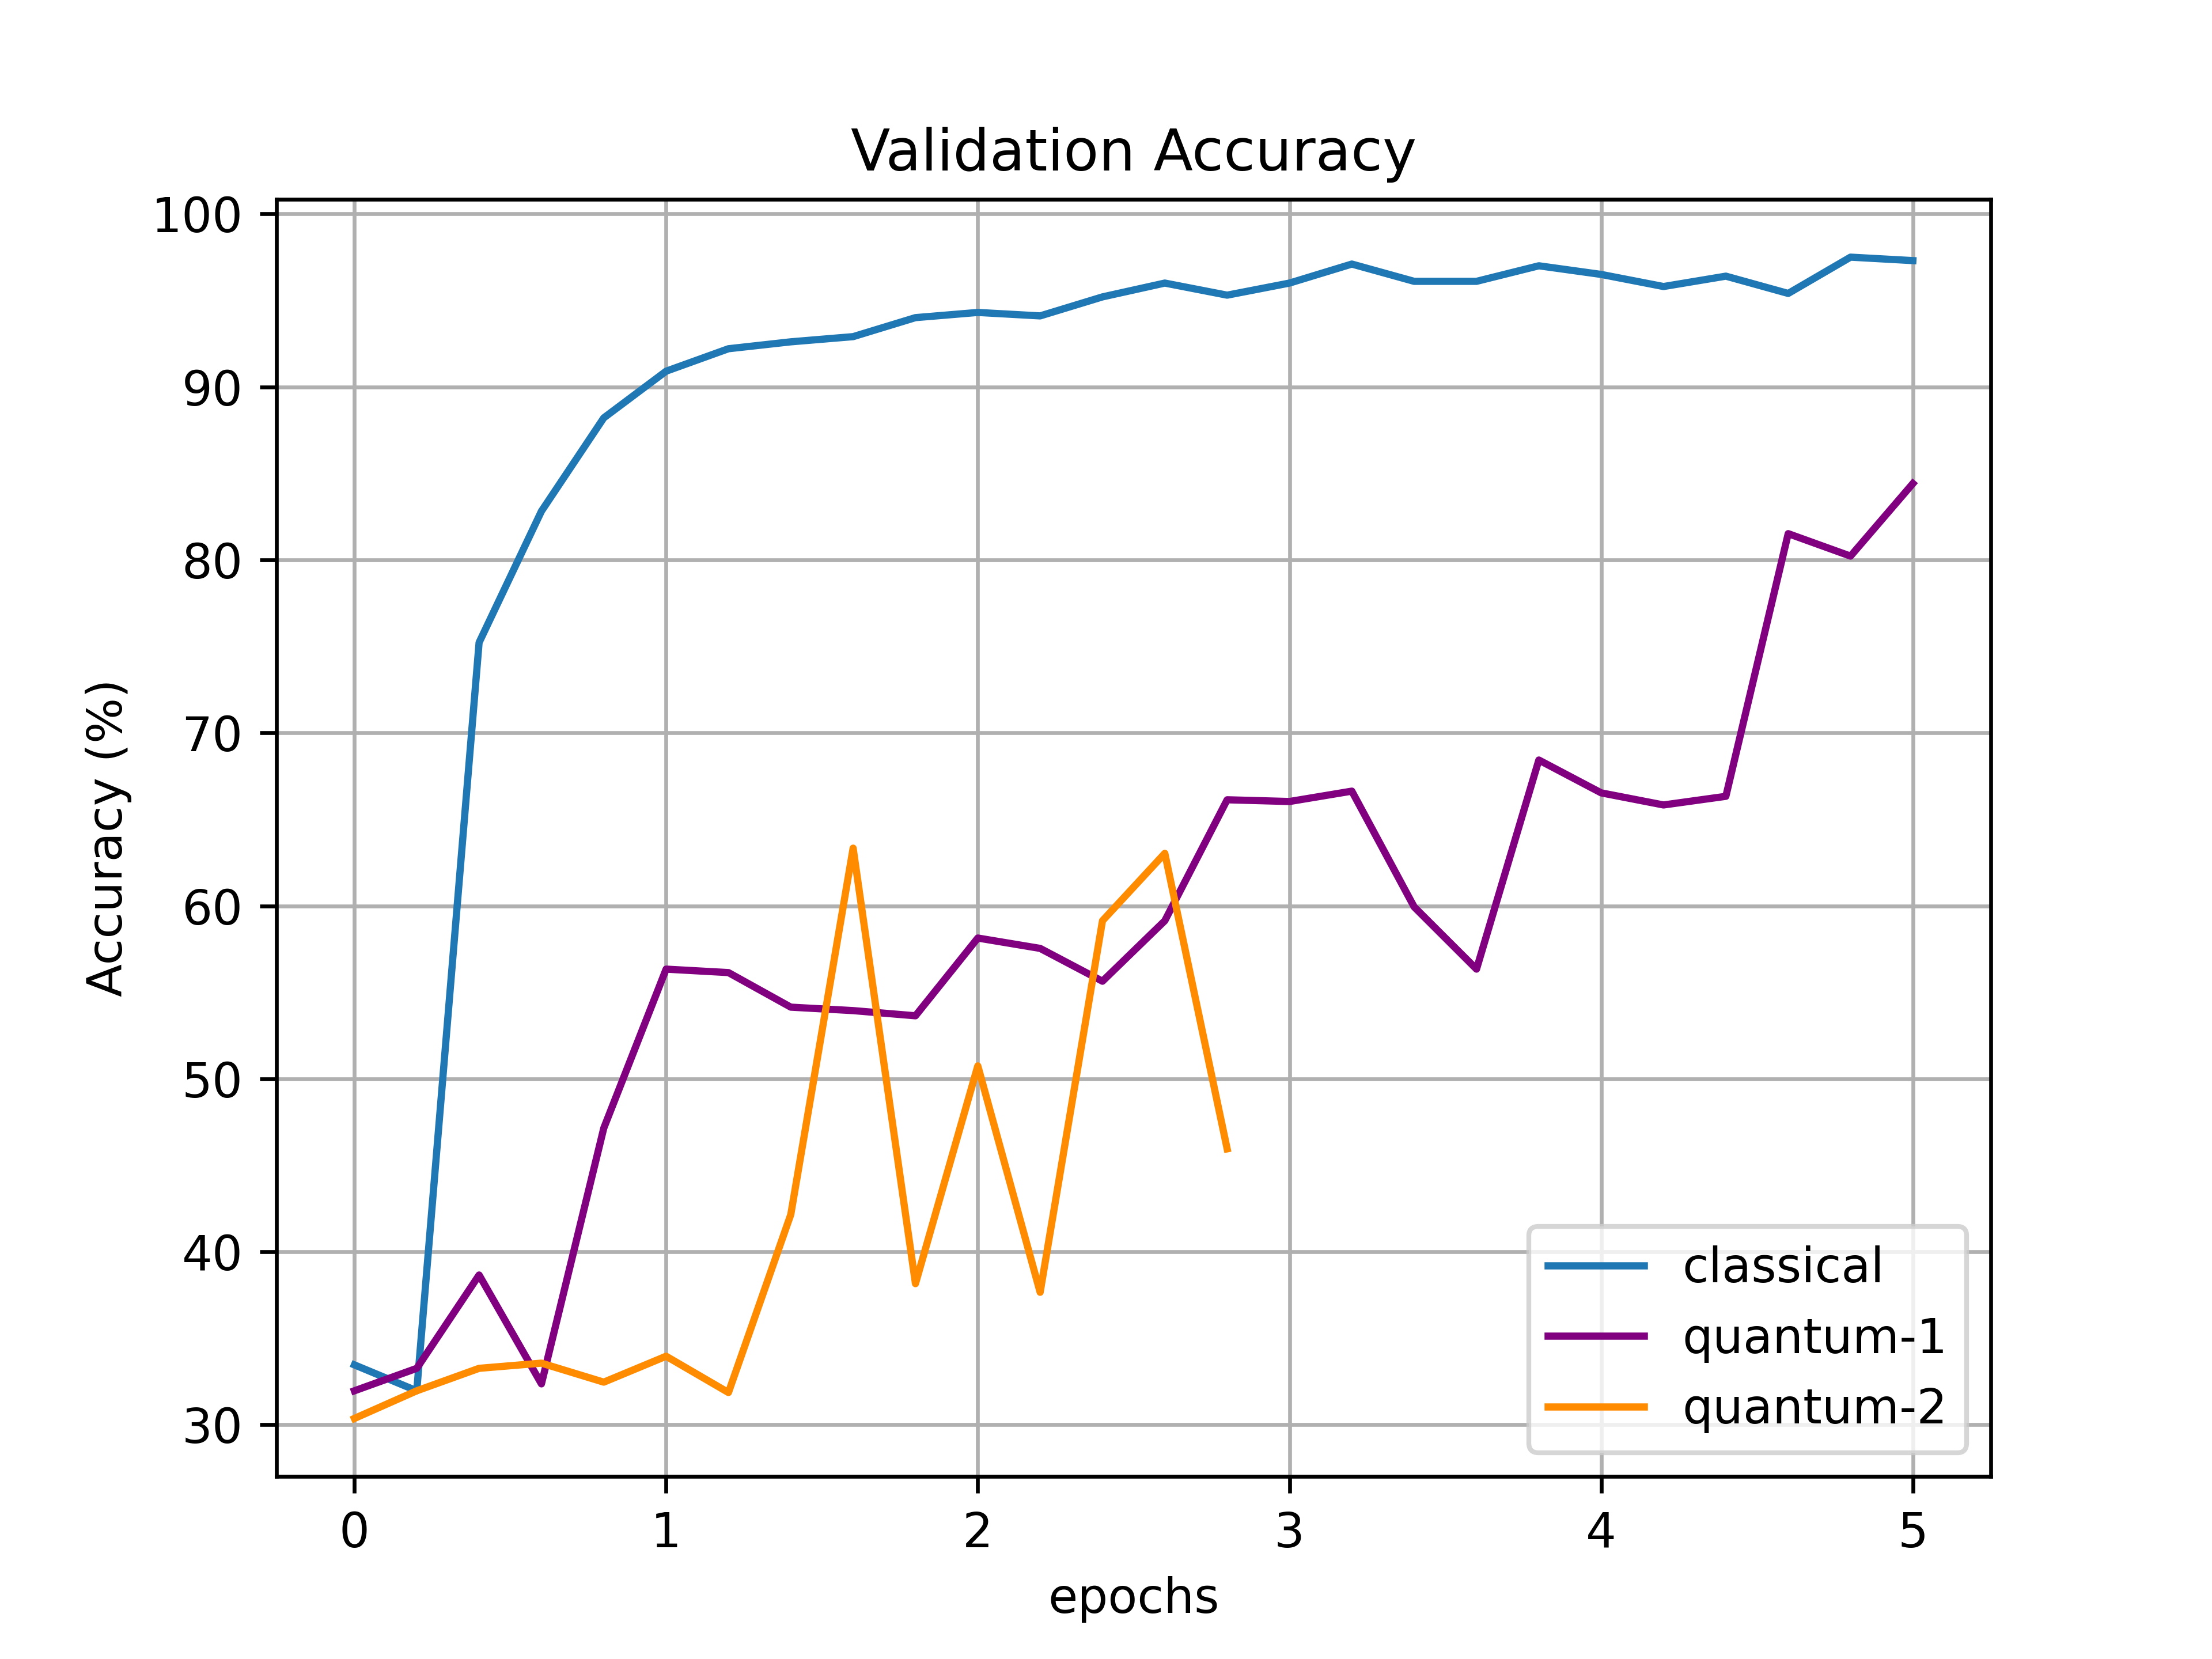 Validation Accuracy
100
90
80
70
60
50
40
30
Accuracy (%)
classical
quantum-1
quantum-2
0 1 2 3 4 5
epochs